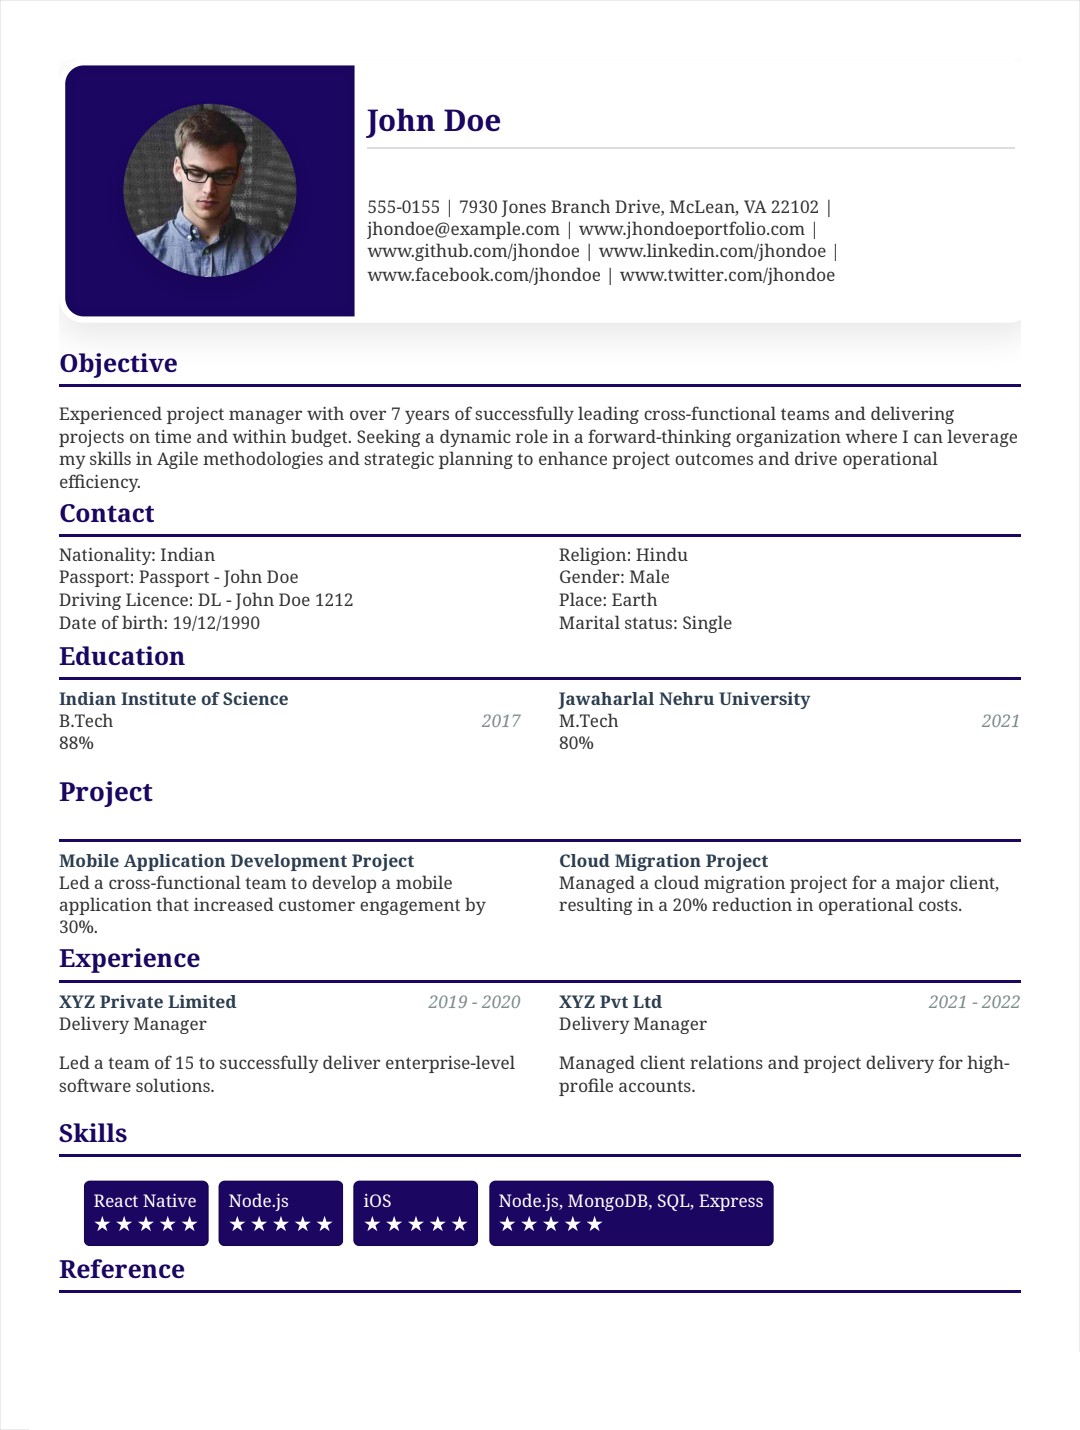 John Doe
555-0155 | 7930 Jones Branch Drive, McLean, VA 22102 |
jhondoe@example.com | www.jhondoeportfolio.com |
www.github.com/jhondoe | www.linkedin.com/jhondoe |
www.facebook.com/jhondoe | www.twitter.com/jhondoe
Objective
Experienced project manager with over 7 years of successfully leading cross-functional teams and delivering
projects on time and within budget. Seeking a dynamic role in a forward-thinking organization where I can leverage
my skills in Agile methodologies and strategic planning to enhance project outcomes and drive operational
efficiency.
Contact
Nationality: Indian
Passport: Passport - John Doe
Driving Licence: DL - John Doe 1212
Date of birth: 19/12/1990
Religion: Hindu
Gender: Male
Place: Earth
Marital status: Single
Education
Indian Institute of Science
B.Tech 2017
88%
Jawaharlal Nehru University
M.Tech 2021
80%
Project
Mobile Application Development Project
Led a cross-functional team to develop a mobile
application that increased customer engagement by
30%.
Cloud Migration Project
Managed a cloud migration project for a major client,
resulting in a 20% reduction in operational costs.
Experience
XYZ Private Limited 2019 - 2020
Delivery Manager
Led a team of 15 to successfully deliver enterprise-level
software solutions.
XYZ Pvt Ltd 2021 - 2022
Delivery Manager
Managed client relations and project delivery for high-
profile accounts.
Skills
React Native
★ ★ ★ ★ ★
Node.js
★ ★ ★ ★ ★
iOS
★ ★ ★ ★ ★
Node.js, MongoDB, SQL, Express
★ ★ ★ ★ ★
Reference